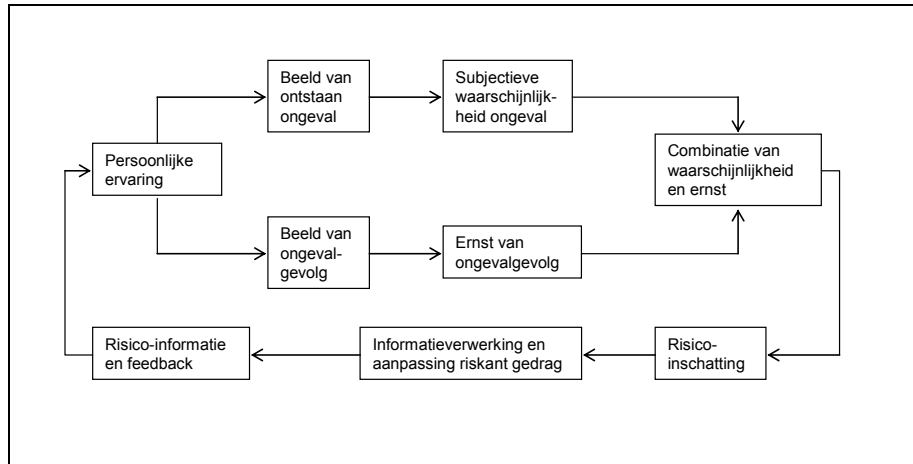 Beeld van
ontstaan
ongeval
Subjectieve
waarschijnlijk-
heid ongeval
Persoonlijke
ervaring
Combinatie van
waarschijnlijkheid
en ernst
Beeld van
ongeval-
gevolg
Ernst van
ongevalgevolg
Risico-informatie
en feedback
Informatieverwerking en
aanpassing riskant gedrag
Risico-
inschatting